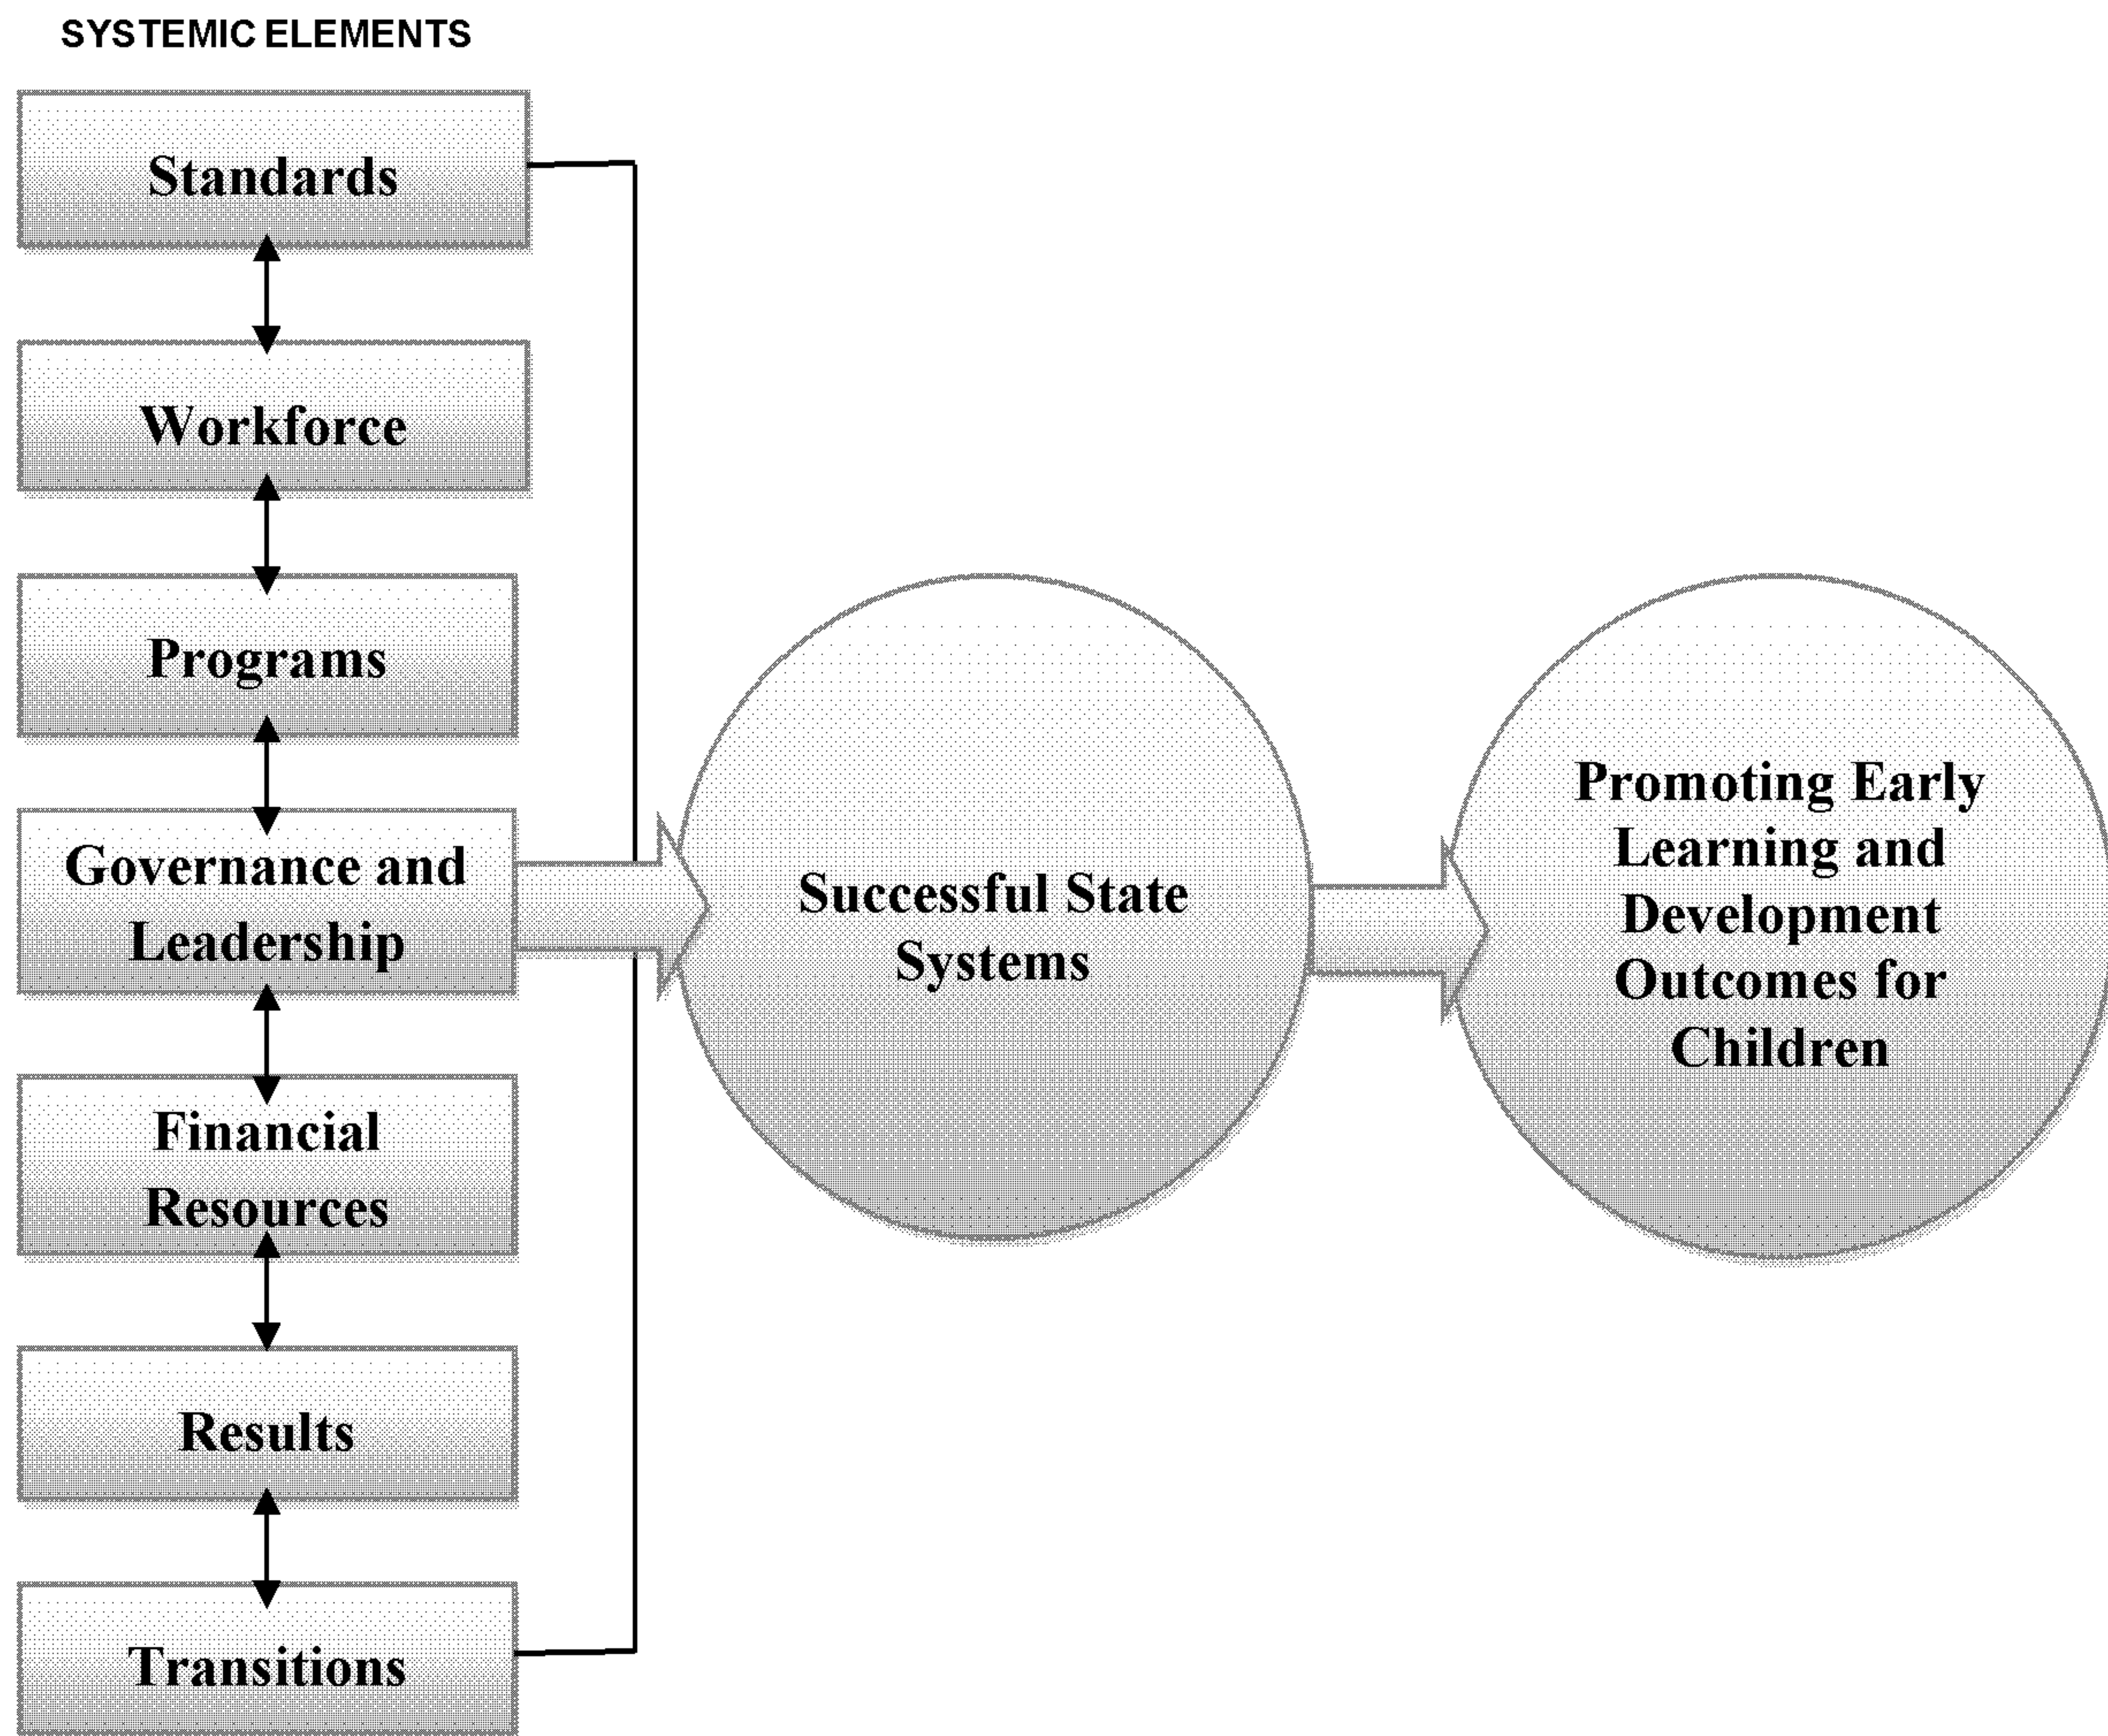 SYSTEMIC ELEMENTS
Standards
Workforce
Programs
Governance and
Leadership
Financial
Resources
Results
Transitions
Successful State
Systems
Promoting Early
Learning and
Development
Outcomes for
Children